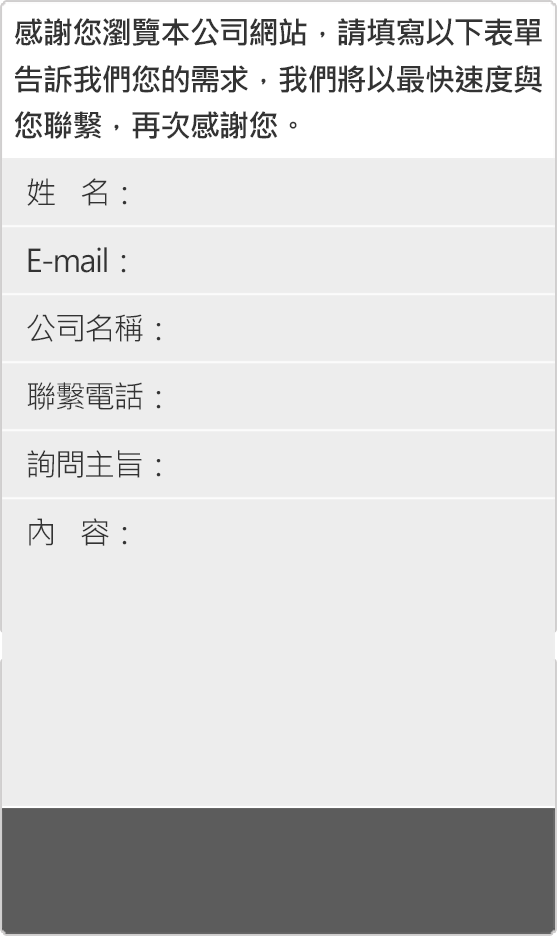 感謝您瀏覽本公司網站，請填寫以下表單
告訴我們您的需求，我們將以最快速度與
您聯繫，再次感謝您。
姓　名：
E-mail：
公司名稱：
聯繫電話：
詢問主旨：
內　容：